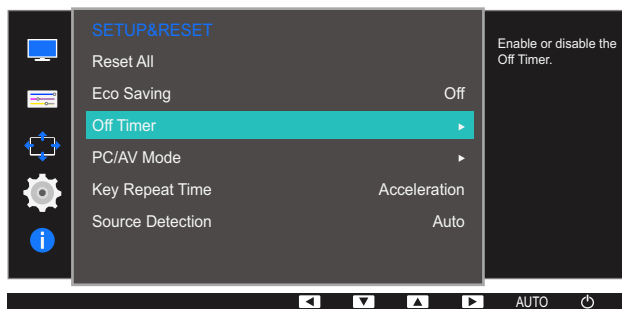 SETUP&RESET
Reset All
Eco Saving Off
Off Timer
PC/AV Mode
Key Repeat Time Acceleration
Source Detection Auto
Enable or disable the
Off Timer.
AUTO